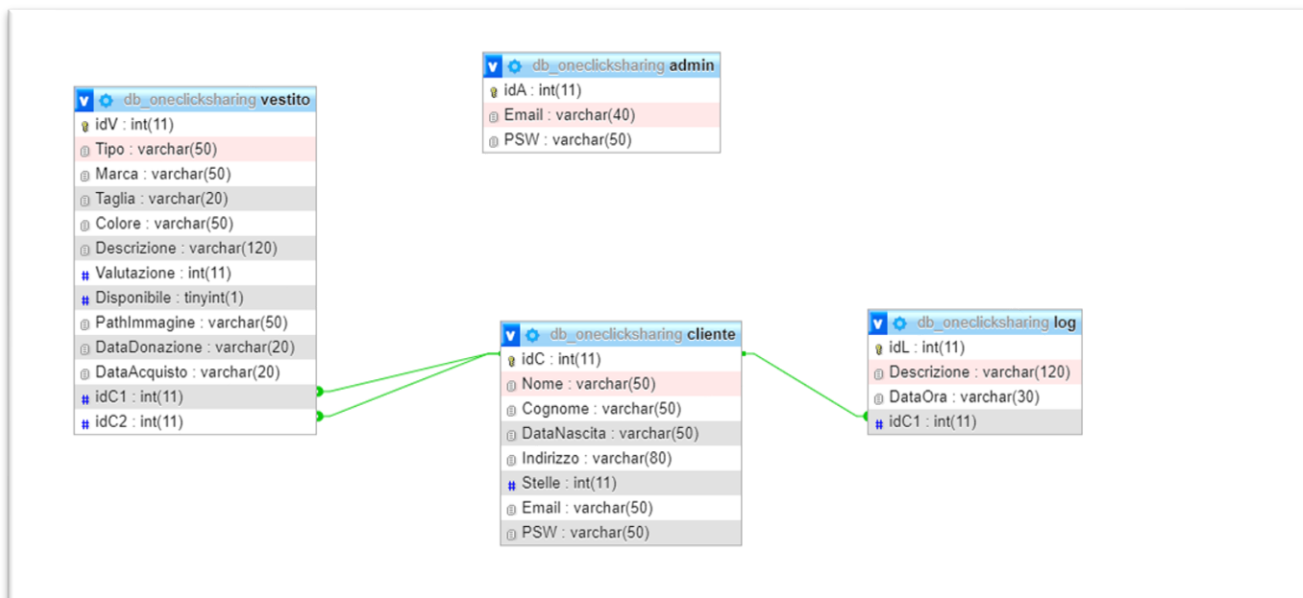 db_oneclicksharing vestito
idV : int(11)
Tipo : varchar(50)
Marca : varchar(50)
Taglia : varchar(20)
Colore : varchar(50)
Descrizione : varchar(120)
# Valutazione : int(11)
# Disponibile : tinyint(1)
PathImmagine : varchar(50)
DataDonazione : varchar(20)
DataAcquisto : varchar(20)
# idC1 : int(11)
# idC2 : int(11)
db_oneclicksharing admin
idA : int(11)
Email : varchar(40)
PSW : varchar(50)
db_oneclicksharing cliente
idC : int(11)
Nome : varchar(50)
Cognome : varchar(50)
DataNascita : varchar(50)
Indirizzo : varchar(80)
# Stelle : int(11)
Email : varchar(50)
PSW : varchar(50)
db_oneclicksharing log
idL : int(11)
Descrizione : varchar(120)
DataOra : varchar(30)
# idC1 : int(11)